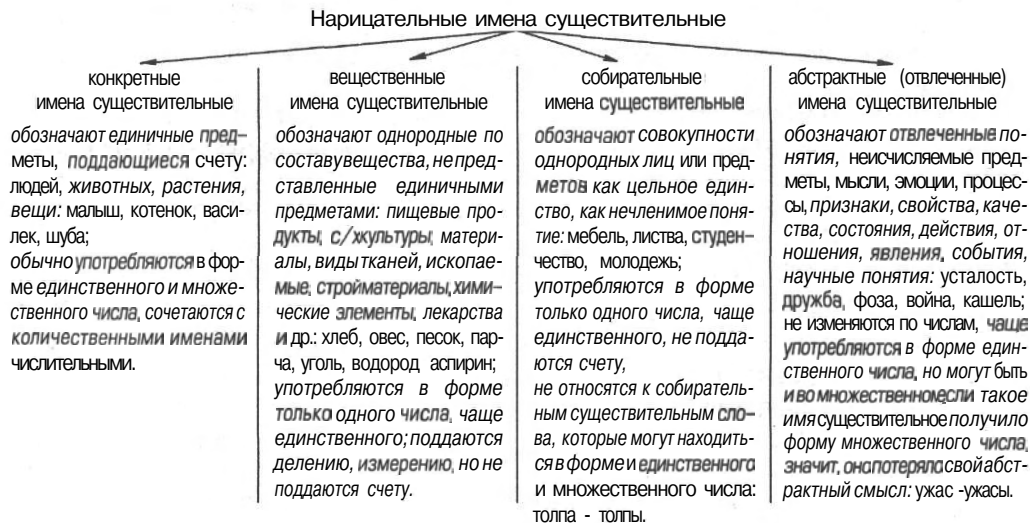 Нарицательные имена существительные
конкретные
имена существительные
обозначают единичные пред-
меты, поддающиеся счету:
людей, животных, растения,
вещи: малыш, котенок, васи-
лек, шуба;
обычно употребляются в фор-
ме единственного и множе-
ственного числа, сочетаются с
количественными именами
числительными.
вещественные
имена существительные
обозначают однородные по
составувещества, не пред-
ставленные единичными
предметами: пищевые про-
дукты, с/хкультуры, матери-
алы, виды тканей, ископае-
мые, стройматериалы, хими-
ческие элементы, лекарства
и др.: хлеб, овес, песок, пар-
ча, уголь, водород аспирин;
употребляются в форме
только одного числа, чаще
единственного; поддаются
делению, измерению, но не
поддаются счету.
собирательные
имена существительные
обозначают совокупности
однородных лиц или пред-
метов как цельное един-
ство, как нечленимое поня-
тие: мебель, листва, студен-
чество, молодежь;
употребляются в форме
только одного числа, чаще
единственного, не подда-
ются счету,
не относятся к собиратель-
ным существительным сло-
ва, которые могут находить-
ся в форме и единственного
и множественного числа:
толпа - толпы.
абстрактные (отвлеченные)
имена существительные
обозначают отвлеченные по-
нятия, неисчисляемые пред-
меты, мысли, эмоции, процес-
сы, признаки, свойства, каче-
ства, состояния, действия, от-
ношения, явления, события,
научные понятия: усталость,
дружба, фоза, война, кашель;
не изменяются по числам, чаще
употребляются в форме един-
ственного числа, но могут быть
и во множественном,если такое
имя существительное получило
форму множественного числа,
значит, оно потеряло свой абст-
рактный смысл: ужас -ужасы.